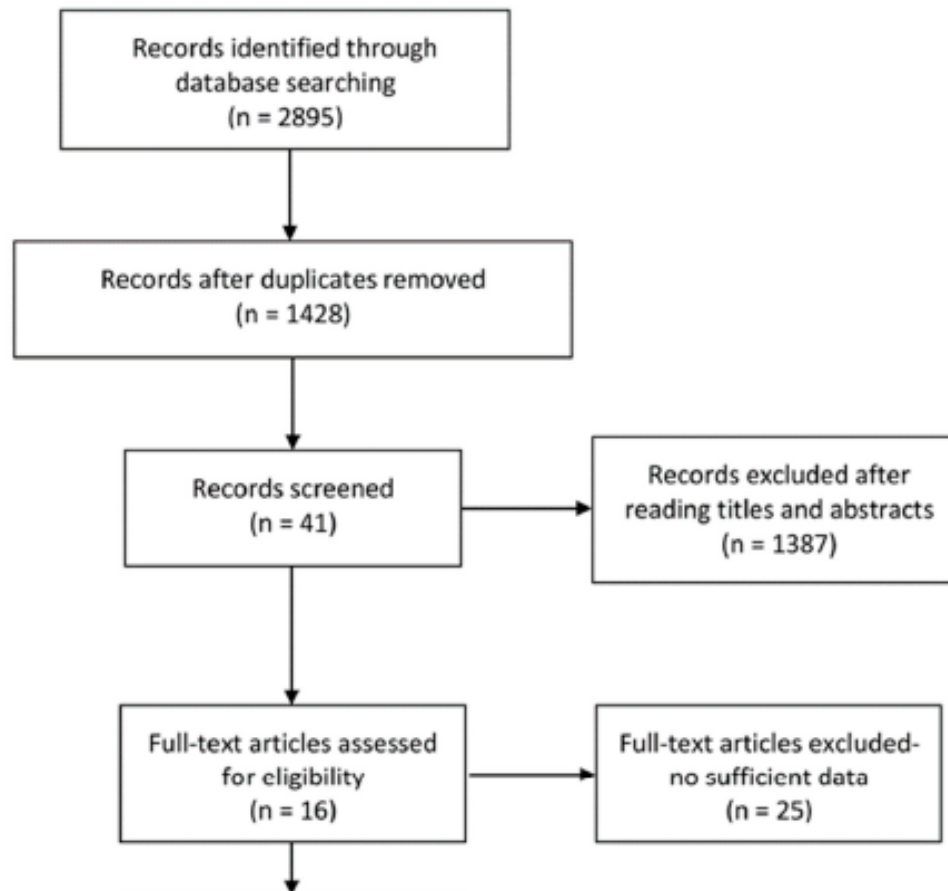 Records identified through
database searching
(n = 2895)
Records after duplicates removed
(n = 1428)
Records screened
(n = 41)
Records excluded after
reading titles and abstracts
(n = 1387)
Full-text articles assessed
for eligibility
(n = 16)
Full-text articles excluded-
no sufficient data
(n = 25)